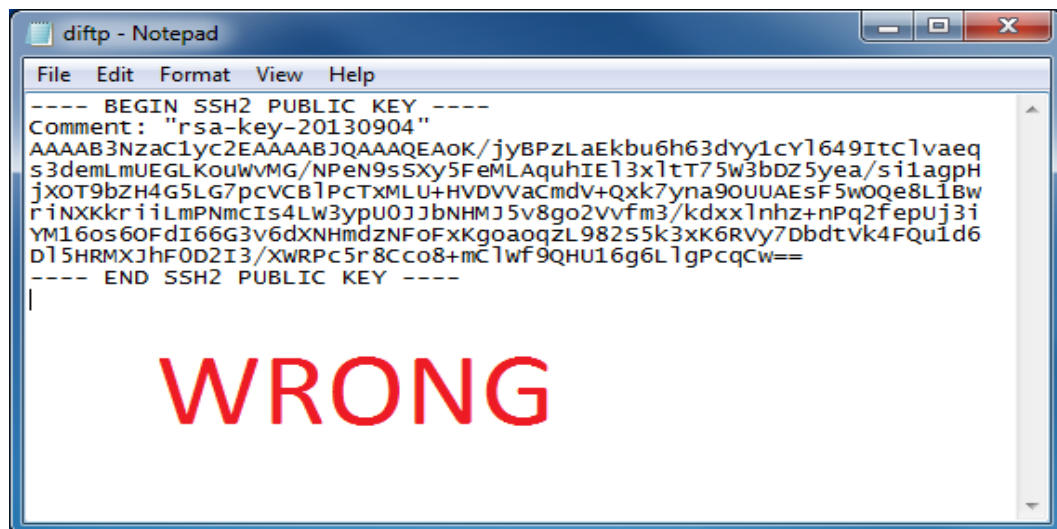 diftp - Notepad
File Edit Format View Help
---- BEGIN SSH2 PUBLIC KEY ----
Comment: "rsa-key-20130904"
AAAAB3NzaC1yc2EAAAABJQAAAQEAoK/jyBPzLaEkbu6h63dYy1cYl649ItClvaeq
s3demLmUEGLKouWvMG/NPeN9sSXy5FeMLAquhIEl3xltT75W3bDZ5yea/si1agpH
jXOT9bZH4G5LG7pcVCBlPcTxMLU+HVDVVaCmdV+Qxk7yna9OUUAEsF5wOQe8L1Bw
riNXKkriiLmPNmcIs4LW3ypU0JJbNHMJ5v8go2Vvfm3/kdxxlnhz+nPq2fepUj3i
YM16os6OFdI66G3v6dXNHmdzNFoFxKgoaoqzL982S5k3xK6RVy7DbdtVk4FQu1d6
Dl5HRMXJhF0D2I3/XWRPc5r8Cco8+mClWf9QHU16g6LlgPcqCw==
---- END SSH2 PUBLIC KEY ----
WRONG